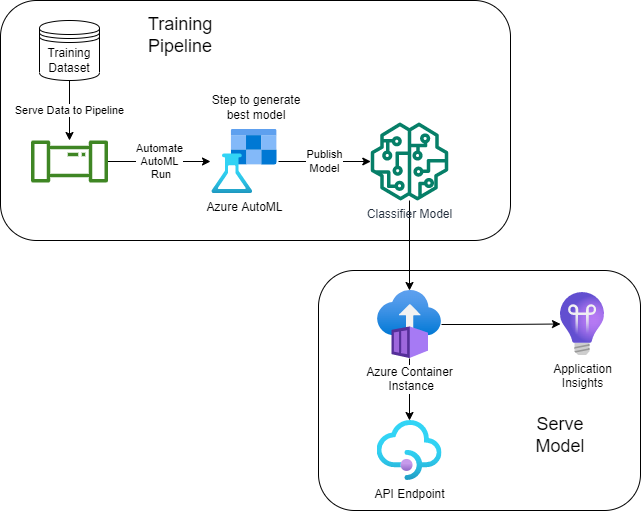 Training
Pipeline
Training
Dataset
Serve Data to Pipeline
Automate
AutoML
Run
Step to generate
best model
Azure AutoML
Publish
Model
Classifier Model
Azure Container
Instance
Application
Insights
API Endpoint
Serve
Model